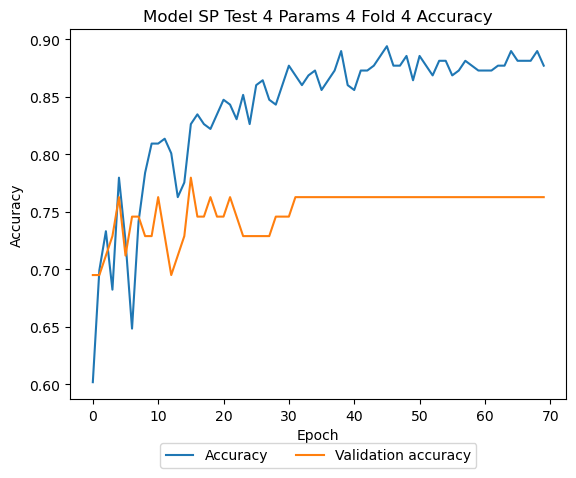 Model SP Test 4 Params 4 Fold 4 Accuracy
0.90
0.85
0.80
0.75
0.70
0.65
0.60
Accuracy
0 10 20 30 40 50 60 70
Epoch
Accuracy Validation accuracy